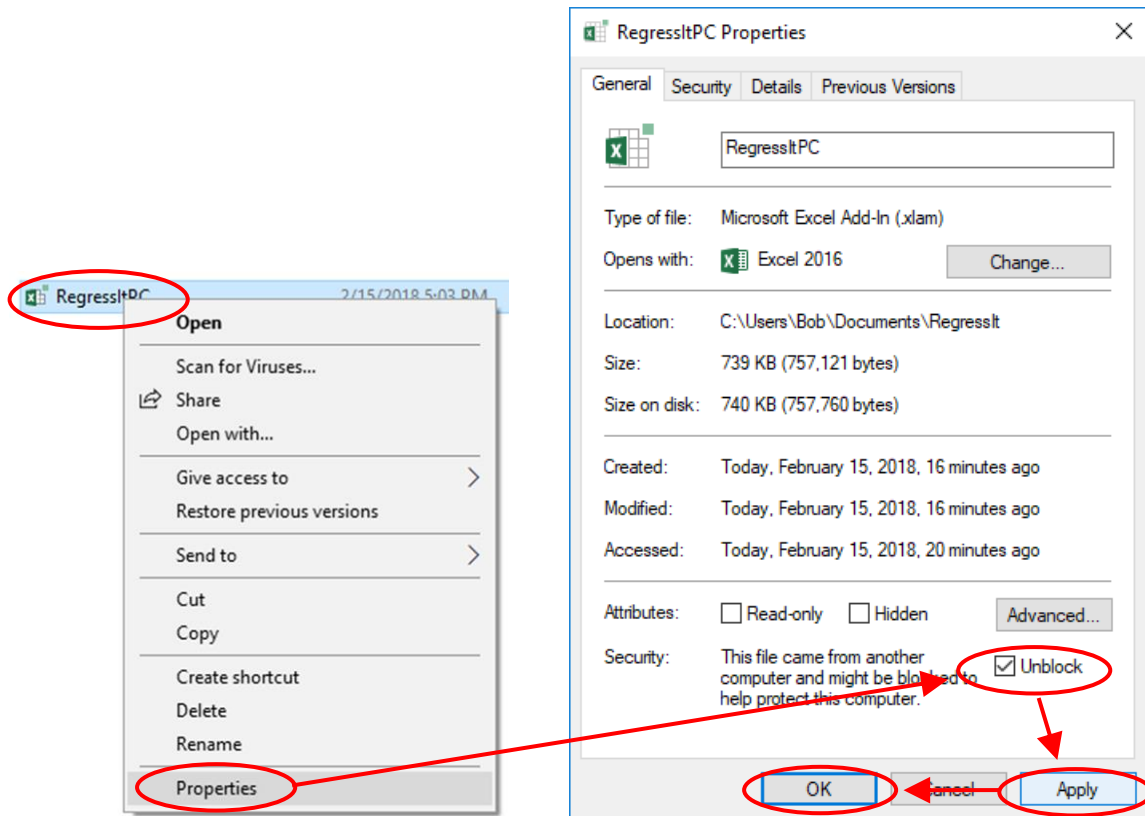 RegressItPC 2/15/2018 5:03 PM
Open
Scan for Viruses...
Share
Open with...
Give access to
Restore previous versions
Send to
Cut
Copy
Create shortcut
Delete
Rename
Properties
RegressItPC Properties
General Security Details Previous Versions
RegressItPC
Type of file: Microsoft Excel Add-In (.xlam)
Opens with: Excel 2016 Change...
Location: C:\Users\Bob\Documents\RegressIt
Size: 739 KB (757,121 bytes)
Size on disk: 740 KB (757,760 bytes)
Created: Today, February 15, 2018, 16 minutes ago
Modified: Today, February 15, 2018, 16 minutes ago
Accessed: Today, February 15, 2018, 20 minutes ago
Attributes: Read-only Hidden Advanced...
Security: This file came from another
computer and might be blocked to
help protect this computer.
Unblock
OK Cancel Apply